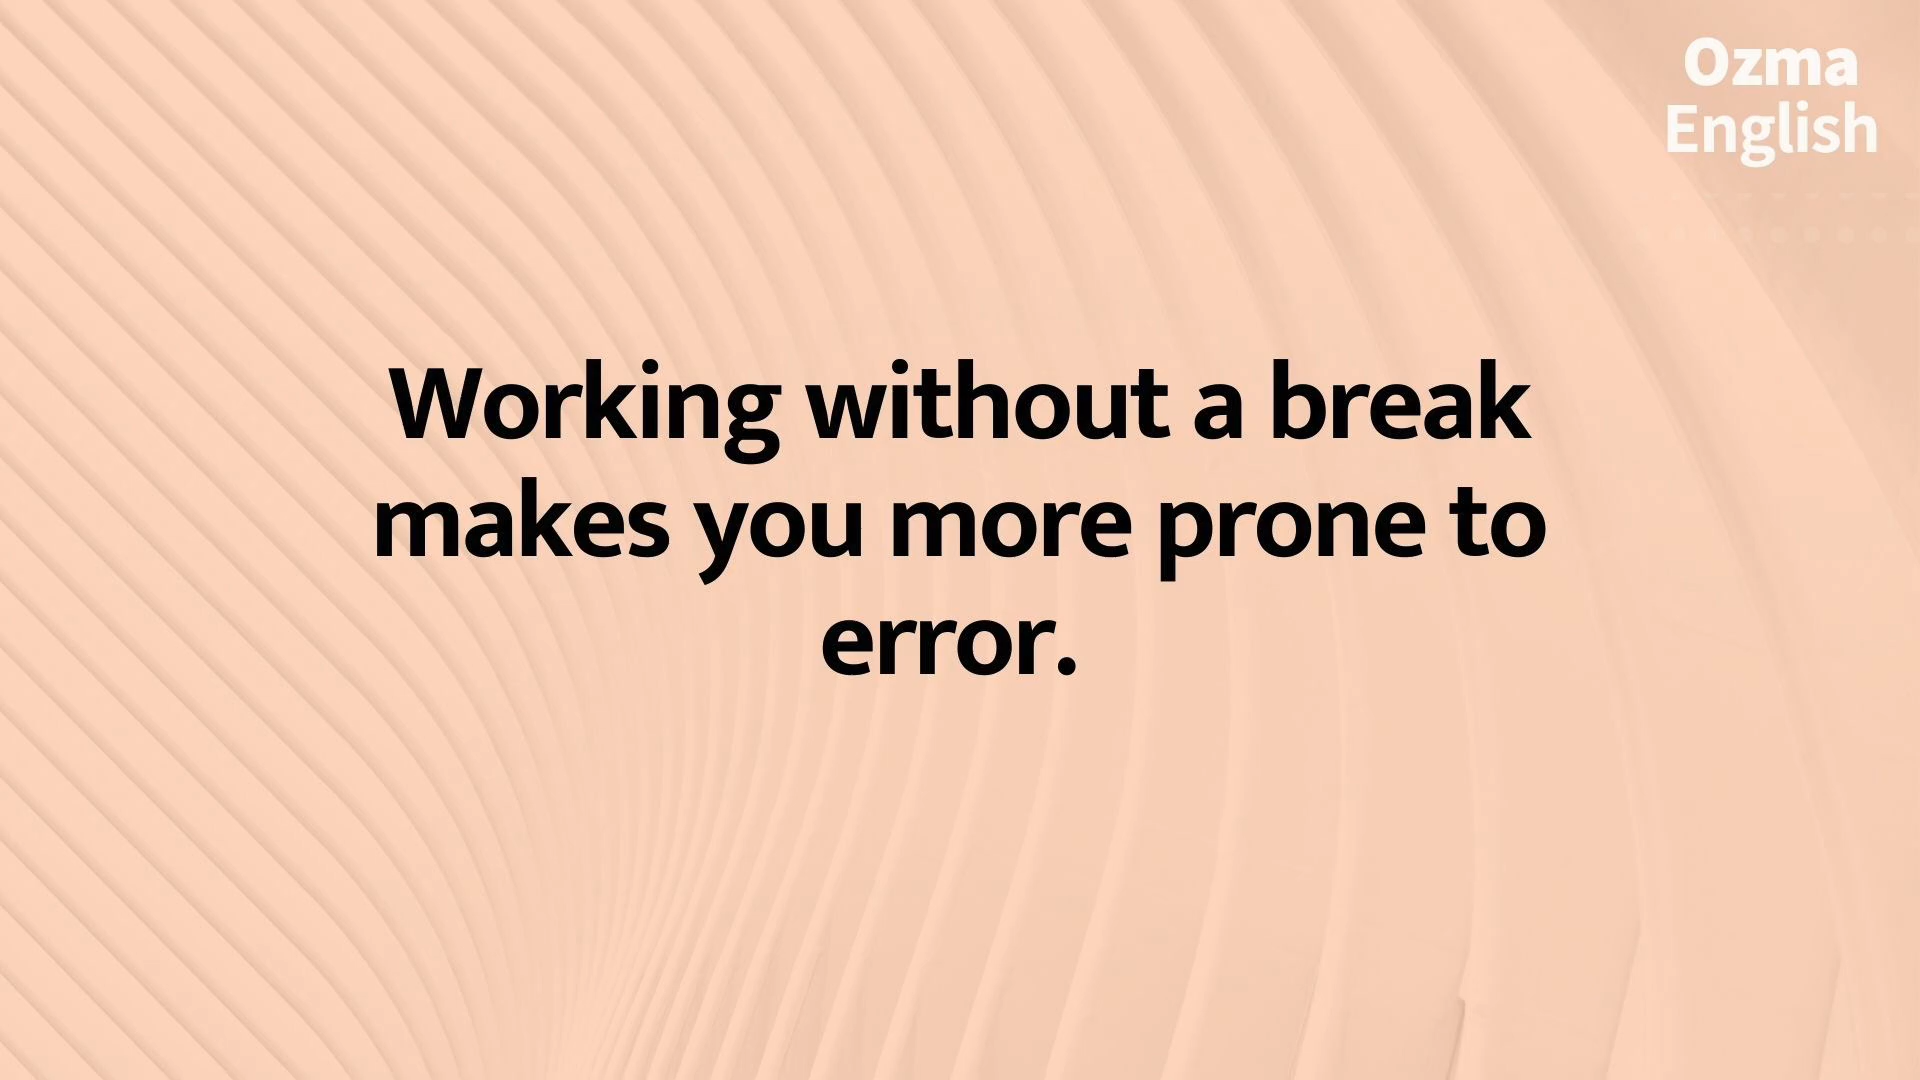 Ozma
English
Working without a break
makes you more prone to
error.